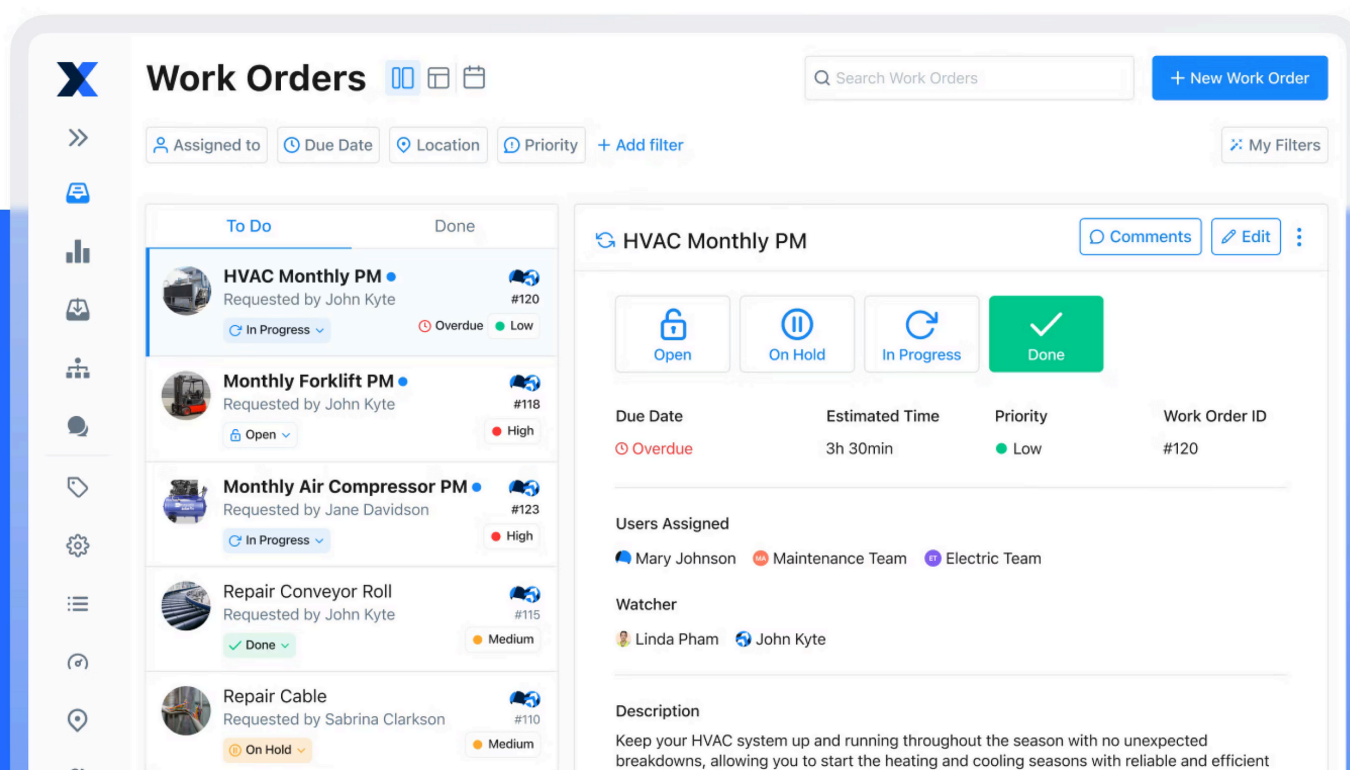 Work Orders
Search Work Orders
+ New Work Order
Assigned to
Due Date
Location
Priority
+ Add filter
My Filters
To Do
Done
HVAC Monthly PM
Requested by John Kyte
#120
In Progress
Overdue
Low
Monthly Forklift PM
Requested by John Kyte
#118
Open
High
Monthly Air Compressor PM
Requested by Jane Davidson
#123
In Progress
High
Repair Conveyor Roll
Requested by John Kyte
#115
Done
Medium
Repair Cable
Requested by Sabrina Clarkson
#110
On Hold
Medium
HVAC Monthly PM
Comments
Edit
Open
On Hold
In Progress
Done
Due Date
Estimated Time
Priority
Work Order ID
Overdue
3h 30min
Low
#120
Users Assigned
Mary Johnson
MA
Maintenance Team
ET
Electric Team
Watcher
Linda Pham
John Kyte
Description
Keep your HVAC system up and running throughout the season with no unexpected
breakdowns, allowing you to start the heating and cooling seasons with reliable and efficient